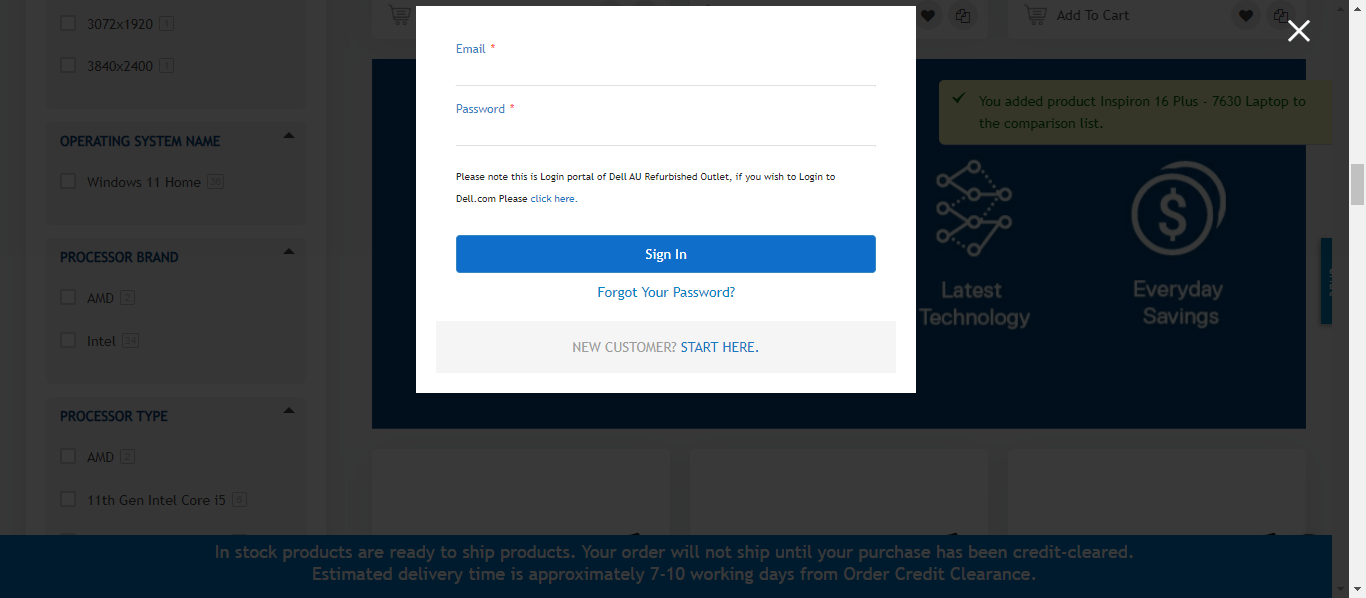 3072x1920 1
3840x2400 1
OPERATING SYSTEM NAME
Windows 11 Home 26
PROCESSOR BRAND
AMD 2
Intel 24
PROCESSOR TYPE
AMD 2
11th Gen Intel Core i5 6
Add To Cart
You added product Inspiron 16 Plus - 7630 Laptop to
the comparison list.
Email *
Password *
Please note this is Login portal of Dell AU Refurbished Outlet, if you wish to Login to
Dell.com Please click here.
Sign In
Forgot Your Password?
NEW CUSTOMER? START HERE.
Latest
Technology
Everyday
Savings
In stock products are ready to ship products. Your order will not ship until your purchase has been credit-cleared.
Estimated delivery time is approximately 7-10 working days from Order Credit Clearance.